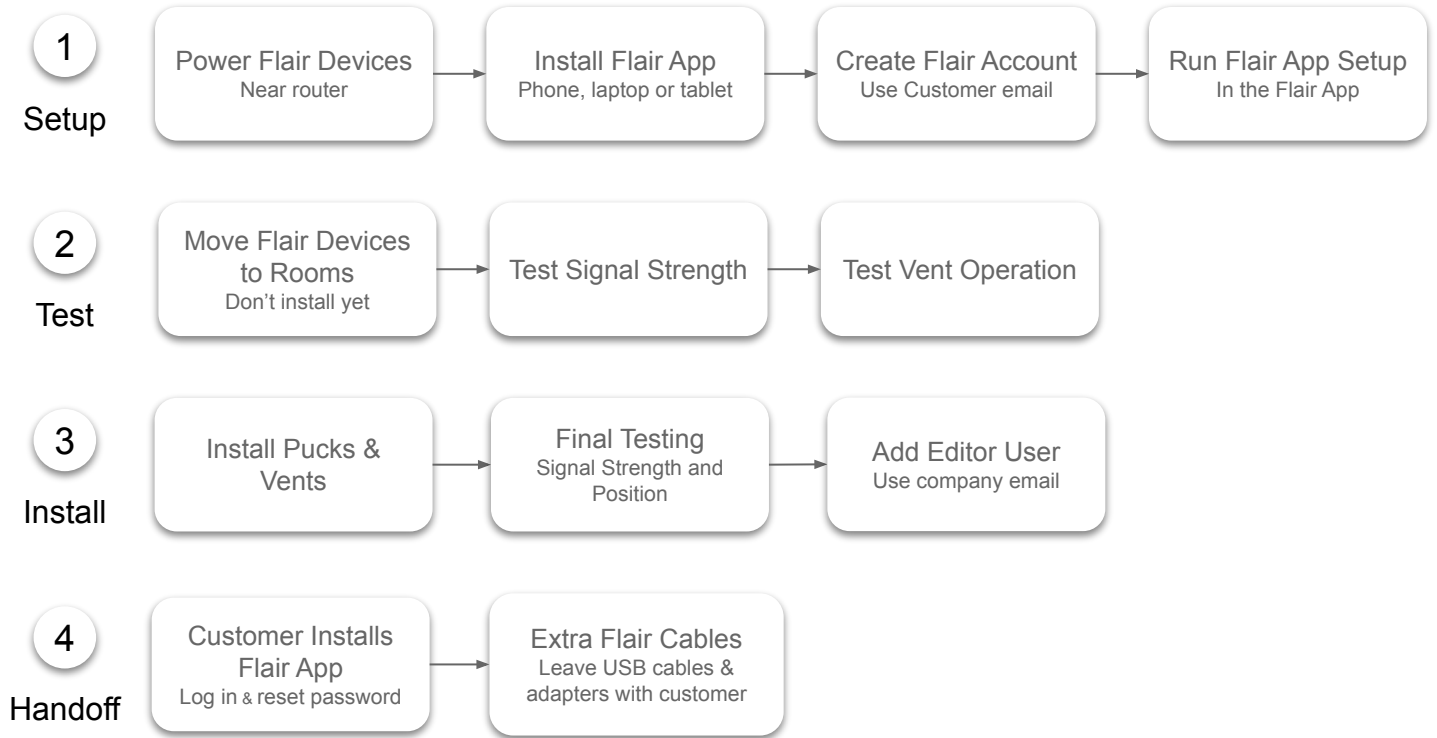 1
Setup
Power Flair Devices
Near router
Install Flair App
Phone, laptop or tablet
Create Flair Account
Use Customer email
Run Flair App Setup
In the Flair App
2
Test
Move Flair Devices
to Rooms
Don’t install yet
Test Signal Strength
Test Vent Operation
3
Install
Install Pucks &
Vents
Final Testing
Signal Strength and
Position
Add Editor User
Use company email
4
Handoff
Customer Installs
Flair App
Log in & reset password
Extra Flair Cables
Leave USB cables &
adapters with customer